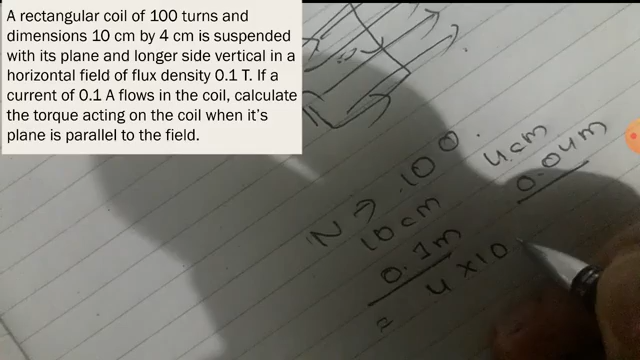 A rectangular coil of 100 turns and
dimensions 10 cm by 4 cm is suspended
with its plane and longer side vertical in a
horizontal field of flux density 0.1 T. If a
current of 0.1 A flows in the coil, calculate
the torque acting on the coil when it's
plane is parallel to the field.
N → 100.
10cm 4cm
0.1m 0.04m
= 4 × 10